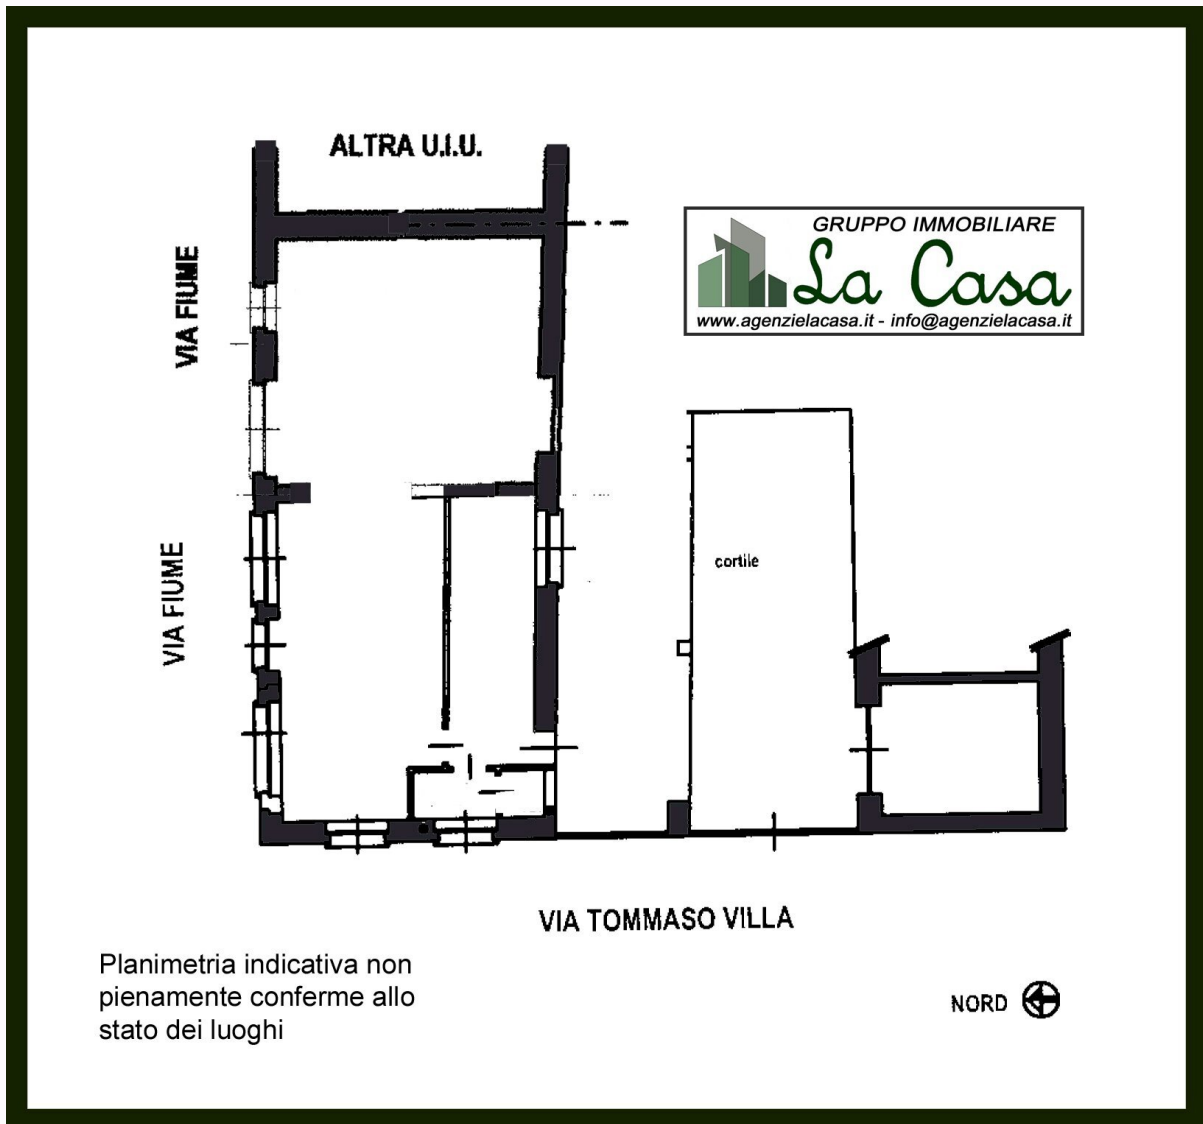 ALTRA U.I.U.
VIA FIUME
GRUPPO IMMOBILIARE
La Casa
www.agenzielacasa.it - info@agenzielacasa.it
VIA FIUME
cortile
VIA TOMMASO VILLA
Planimetria indicativa non
pienamente conferme allo
stato dei luoghi
NORD